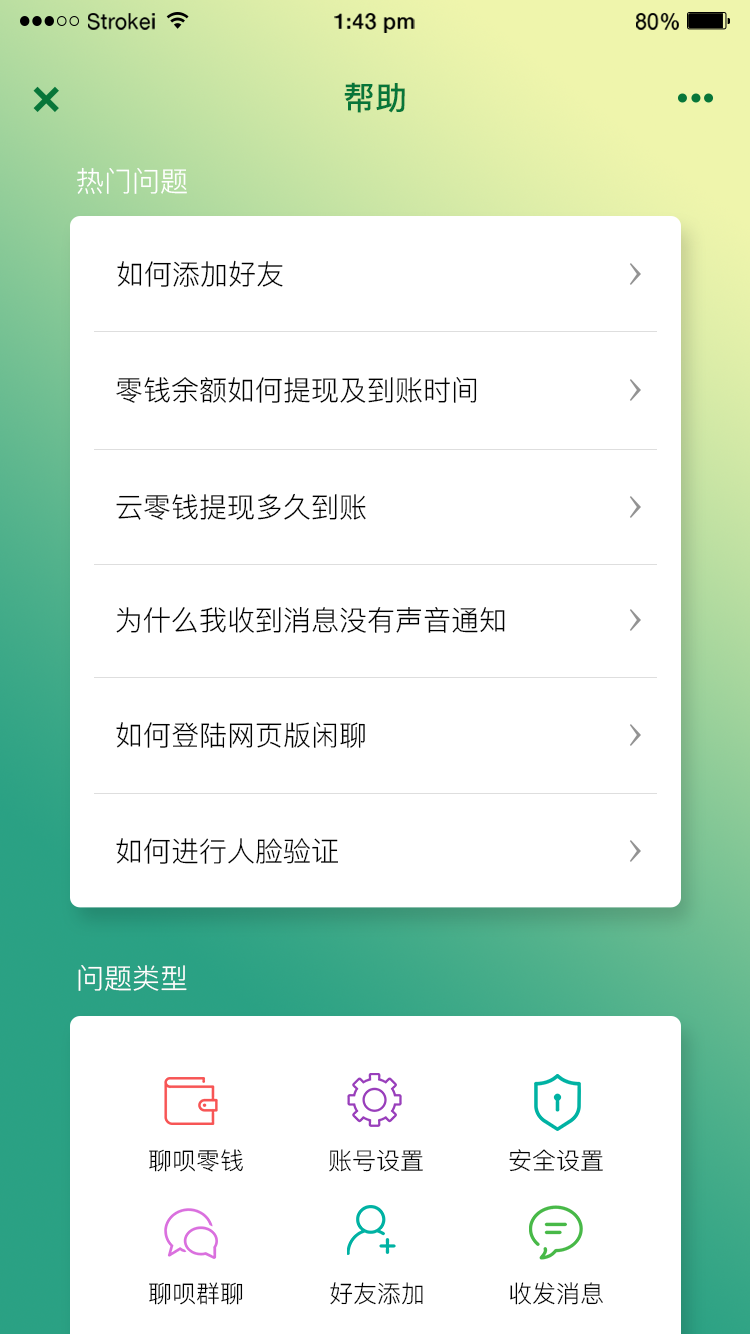 Strokei 1:43 pm 80%
帮助
热门问题
如何添加好友
零钱余额如何提现及到账时间
云零钱提现多久到账
为什么我收到消息没有声音通知
如何登陆网页版闲聊
如何进行人脸验证
问题类型
聊呗零钱 账号设置 安全设置
聊呗群聊 好友添加 收发消息